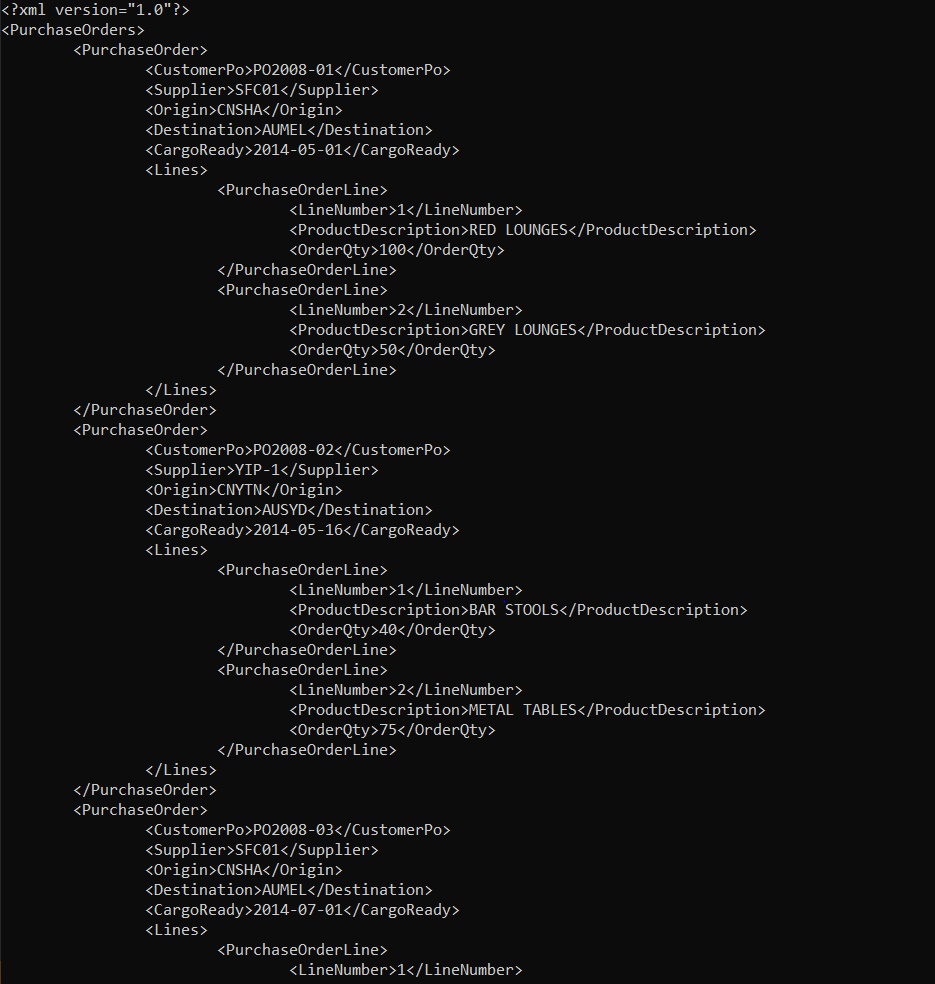 <?xml version="1.0"?>
<PurchaseOrders>
        <PurchaseOrder>
                <CustomerPo>PO2008-01</CustomerPo>
                <Supplier>SFC01</Supplier>
                <Origin>CNSHA</Origin>
                <Destination>AUMEL</Destination>
                <CargoReady>2014-05-01</CargoReady>
                <Lines>
                        <PurchaseOrderLine>
                                <LineNumber>1</LineNumber>
                                <ProductDescription>RED LOUNGES</ProductDescription>
                                <OrderQty>100</OrderQty>
                        </PurchaseOrderLine>
                        <PurchaseOrderLine>
                                <LineNumber>2</LineNumber>
                                <ProductDescription>GREY LOUNGES</ProductDescription>
                                <OrderQty>50</OrderQty>
                        </PurchaseOrderLine>
                </Lines>
        </PurchaseOrder>
        <PurchaseOrder>
                <CustomerPo>PO2008-02</CustomerPo>
                <Supplier>YIP-1</Supplier>
                <Origin>CNYTN</Origin>
                <Destination>AUSYD</Destination>
                <CargoReady>2014-05-16</CargoReady>
                <Lines>
                        <PurchaseOrderLine>
                                <LineNumber>1</LineNumber>
                                <ProductDescription>BAR STOOLS</ProductDescription>
                                <OrderQty>40</OrderQty>
                        </PurchaseOrderLine>
                        <PurchaseOrderLine>
                                <LineNumber>2</LineNumber>
                                <ProductDescription>METAL TABLES</ProductDescription>
                                <OrderQty>75</OrderQty>
                        </PurchaseOrderLine>
                </Lines>
        </PurchaseOrder>
        <PurchaseOrder>
                <CustomerPo>PO2008-03</CustomerPo>
                <Supplier>SFC01</Supplier>
                <Origin>CNSHA</Origin>
                <Destination>AUMEL</Destination>
                <CargoReady>2014-07-01</CargoReady>
                <Lines>
                        <PurchaseOrderLine>
                                <LineNumber>1</LineNumber>